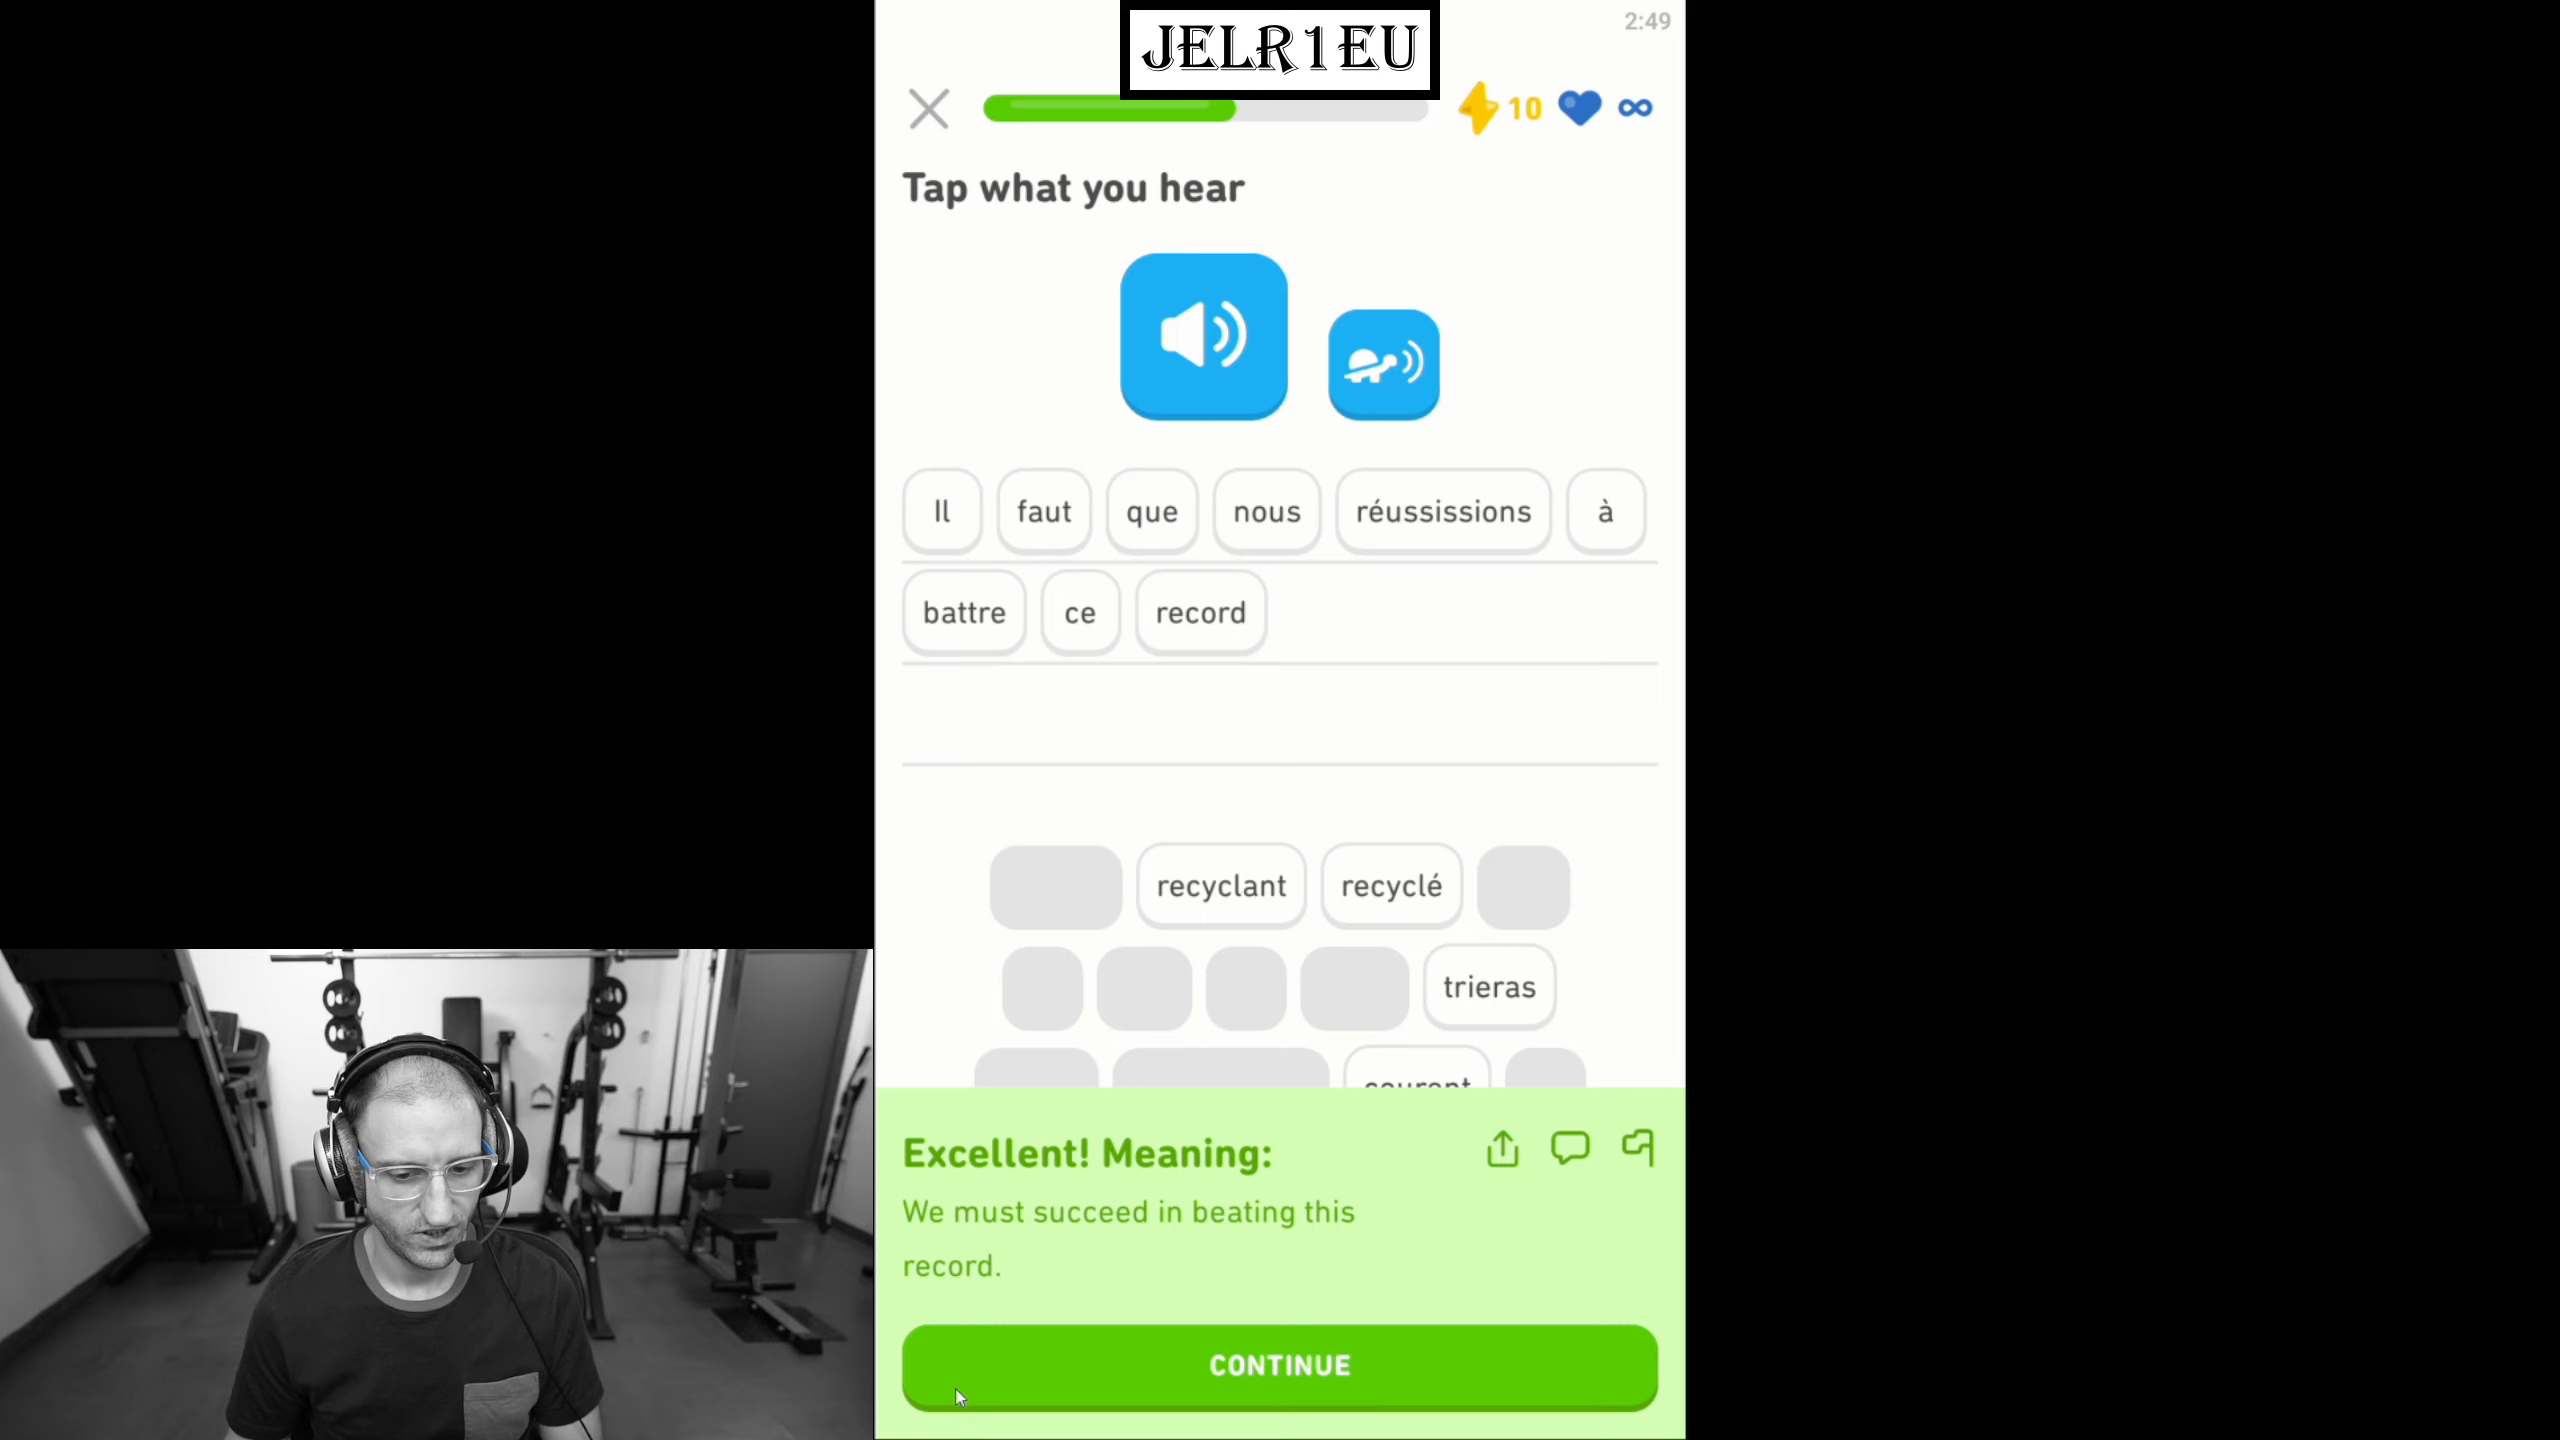 JELR1EU
2:49
10 ∞
Tap what you hear
Il faut que nous réussissions à
battre ce record
recyclant recyclé
trieras
Excellent! Meaning:
We must succeed in beating this
record.
CONTINUE